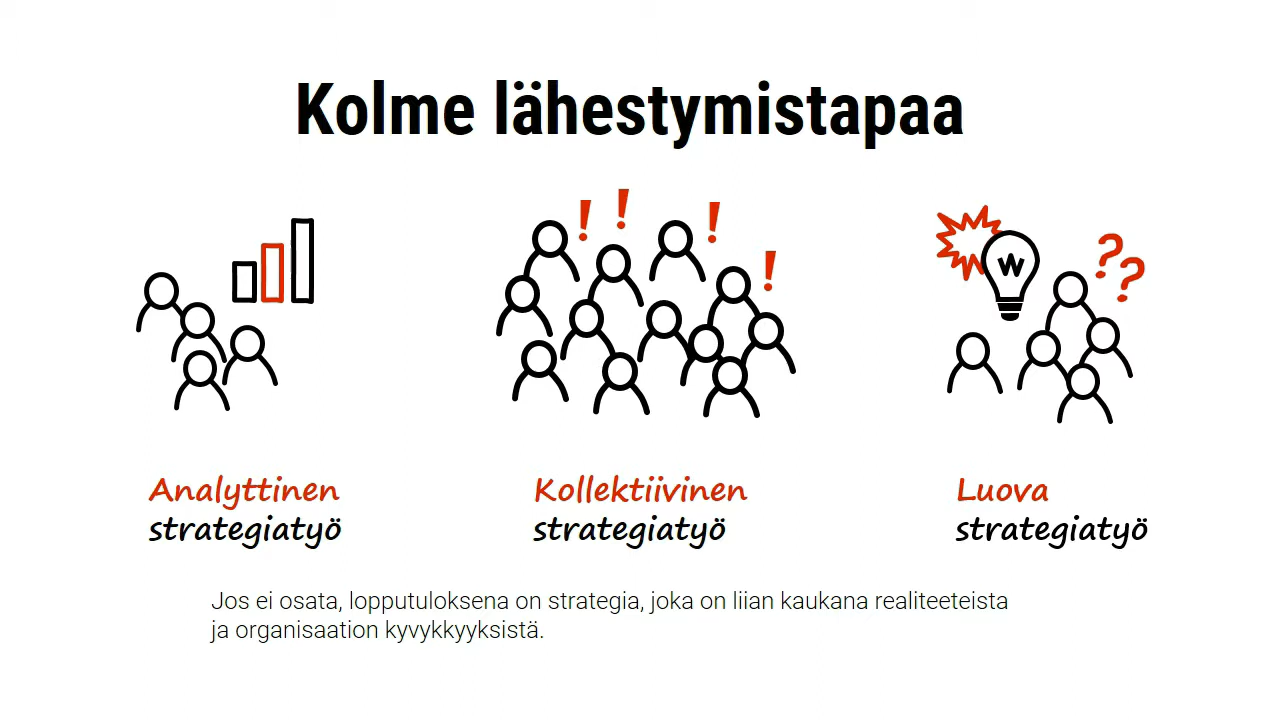 Kolme lähestymistapaa
! ! ! !
W
? ?
Analyttinen
strategiatyö
Kollektiivinen
strategiatyö
Luova
strategiatyö
Jos ei osata, lopputuloksena on strategia, joka on liian kaukana realiteeteista
ja organisaation kyvykkyyksistä.